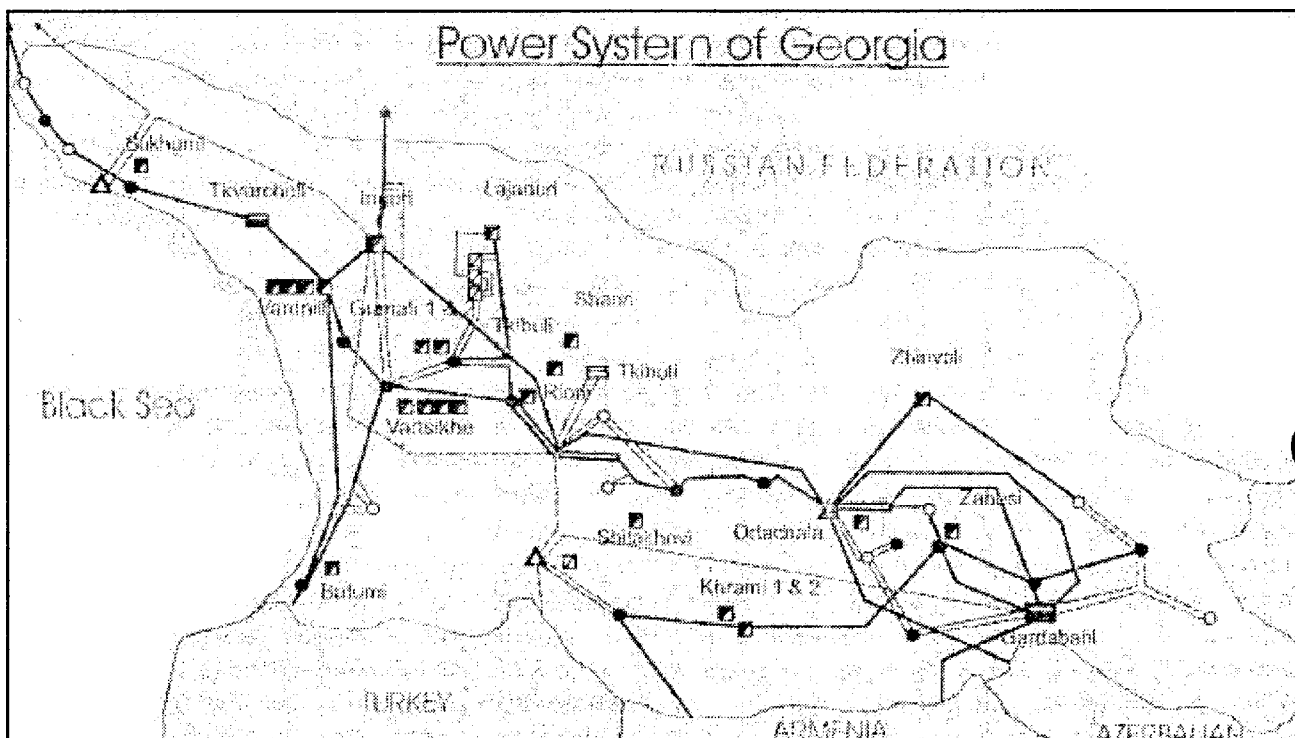 Power System of Georgia
RUSSIAN FEDERATION
Sukhumi
Tkvarcheli
Inguri
Lajanuri
Vardnili
Gumati 1 &
Tkibuli
Shaori
Zhinvali
Tkibuli
Rioni
Black Sea
Vartsikhe
Zahesi
Ortachala
Batumi
Khrami 1 & 2
Gardabani
TURKEY
ARMENIA